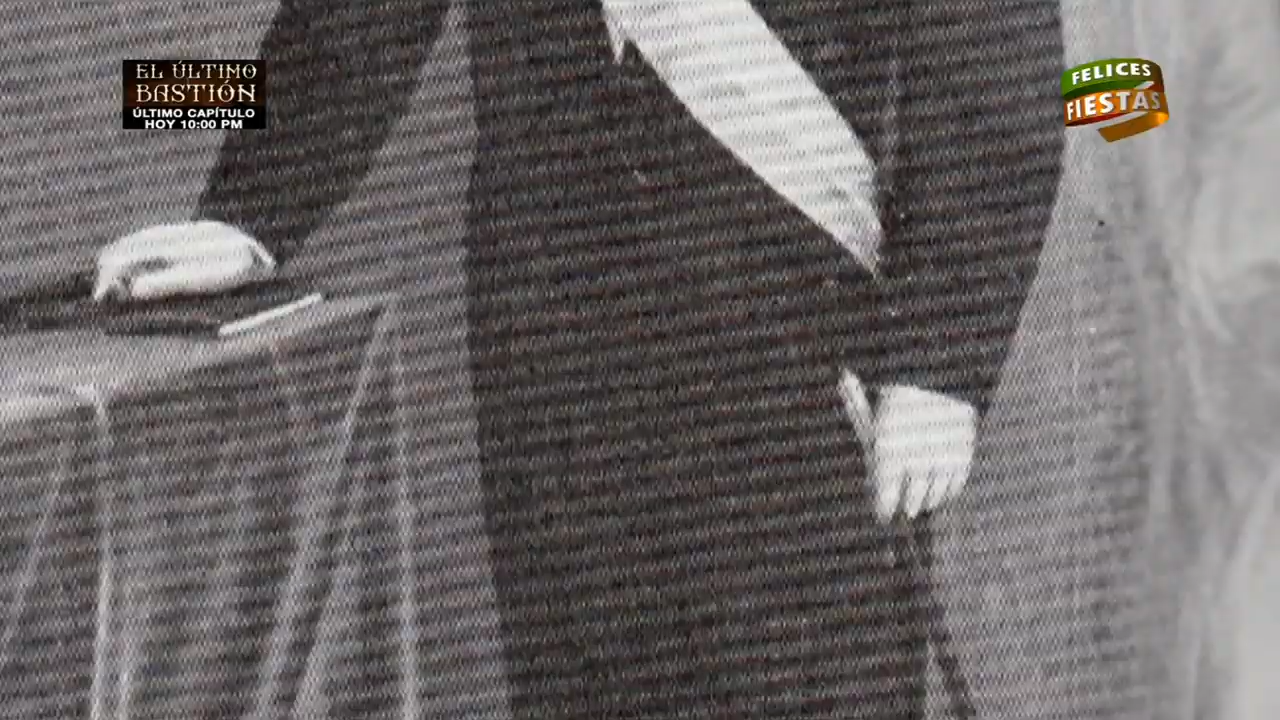 EL ÚLTIMO
BASTIÓN
ÚLTIMO CAPÍTULO
HOY 10:00 PM
FELICES
FIESTAS